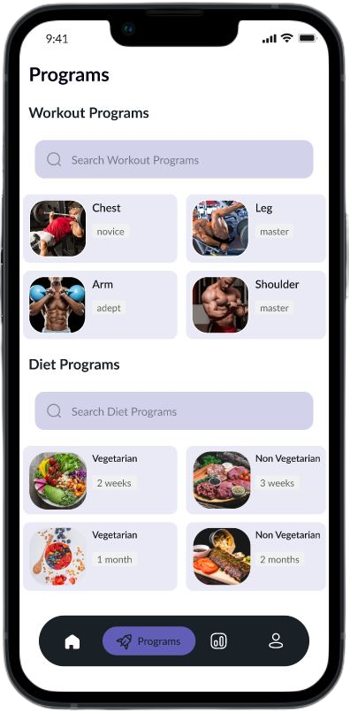 9:41
Programs
Workout Programs
Search Workout Programs
Chest
novice
Leg
master
Arm
adept
Shoulder
master
Diet Programs
Search Diet Programs
Vegetarian
2 weeks
Non Vegetarian
3 weeks
Vegetarian
1 month
Non Vegetarian
2 months
Programs